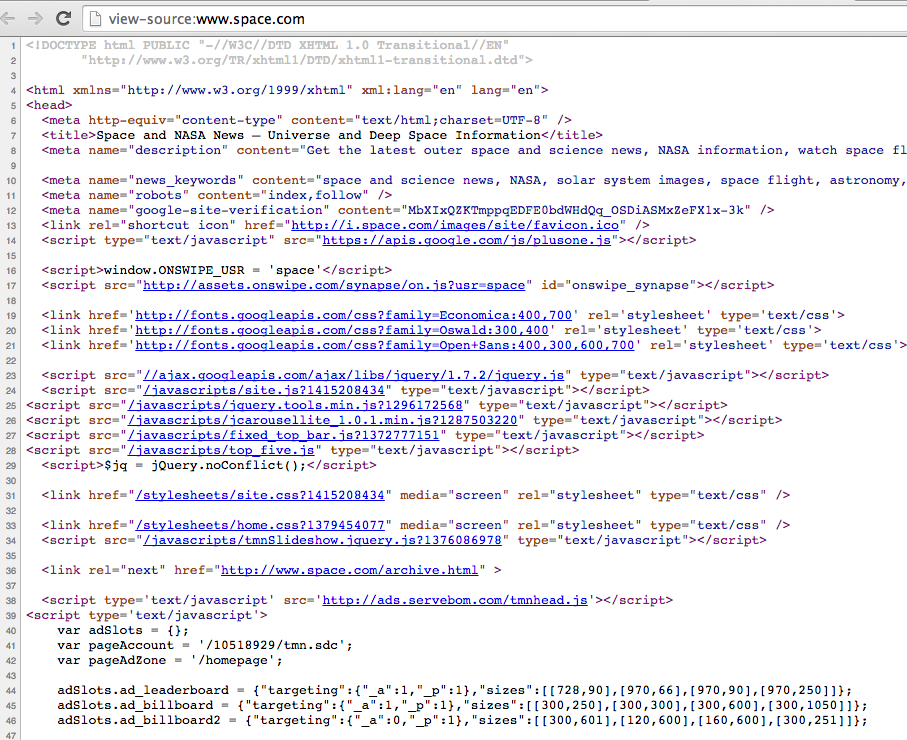 view-source:www.space.com
1 <!DOCTYPE html PUBLIC "-//W3C//DTD XHTML 1.0 Transitional//EN"
2 "http://www.w3.org/TR/xhtml1/DTD/xhtml1-transitional.dtd">
3
4 <html xmlns="http://www.w3.org/1999/xhtml" xml:lang="en" lang="en">
5 <head>
6 <meta http-equiv="content-type" content="text/html;charset=UTF-8" />
7 <title>Space and NASA News – Universe and Deep Space Information</title>
8 <meta name="description" content="Get the latest outer space and science news, NASA information, watch space fl
9
10 <meta name="news_keywords" content="space and science news, NASA, solar system images, space flight, astronomy,
11 <meta name="robots" content="index,follow" />
12 <meta name="google-site-verification" content="MbXIxQZKTmppqEDFE0bdWHdQq_OSDiASMxZeFX1x-3k" />
13 <link rel="shortcut icon" href="http://i.space.com/images/site/favicon.ico" />
14 <script type="text/javascript" src="https://apis.google.com/js/plusone.js"></script>
15
16 <script>window.ONSWIPE_USR = 'space'</script>
17 <script src="http://assets.onswipe.com/synapse/on.js?usr=space" id="onswipe_synapse"></script>
18
19 <link href='http://fonts.googleapis.com/css?family=Economica:400,700' rel='stylesheet' type='text/css'>
20 <link href='http://fonts.googleapis.com/css?family=Oswald:300,400' rel='stylesheet' type='text/css'>
21 <link href='http://fonts.googleapis.com/css?family=Open+Sans:400,300,600,700' rel='stylesheet' type='text/css'>
22
23 <script src="//ajax.googleapis.com/ajax/libs/jquery/1.7.2/jquery.js" type="text/javascript"></script>
24 <script src="/javascripts/site.js?1415208434" type="text/javascript"></script>
25 <script src="/javascripts/jquery.tools.min.js?1296172568" type="text/javascript"></script>
26 <script src="/javascripts/jcarousellite_1.0.1.min.js?1287503220" type="text/javascript"></script>
27 <script src="/javascripts/fixed_top_bar.js?1372777151" type="text/javascript"></script>
28 <script src="/javascripts/top_five.js" type="text/javascript"></script>
29 <script>$jq = jQuery.noConflict();</script>
30
31 <link href="/stylesheets/site.css?1415208434" media="screen" rel="stylesheet" type="text/css" />
32
33 <link href="/stylesheets/home.css?1379454077" media="screen" rel="stylesheet" type="text/css" />
34 <script src="/javascripts/tmnSlideshow.jquery.js?1376086978" type="text/javascript"></script>
35
36 <link rel="next" href="http://www.space.com/archive.html" >
37
38 <script type='text/javascript' src='http://ads.servebom.com/tmnhead.js'></script>
39 <script type='text/javascript'>
40 var adSlots = {};
41 var pageAccount = '/10518929/tmn.sdc';
42 var pageAdZone = '/homepage';
43
44 adSlots.ad_leaderboard = {"targeting":{"_a":1,"_p":1},"sizes":[[728,90],[970,66],[970,90],[970,250]]};
45 adSlots.ad_billboard = {"targeting":{"_a":1,"_p":1},"sizes":[[300,250],[300,300],[300,600],[300,1050]]};
46 adSlots.ad_billboard2 = {"targeting":{"_a":0,"_p":1},"sizes":[[300,601],[120,600],[160,600],[300,251]]};
47